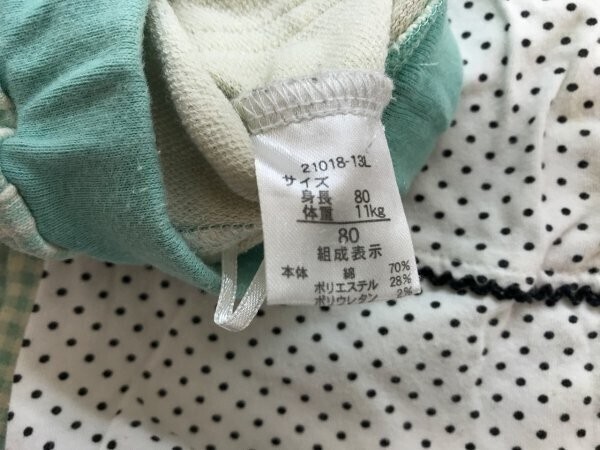 21018-13L
サイズ
身長 80
体重 11kg
80
組成表示
本体 綿 70%
ポリエステル 28%
ポリウレタン 2%